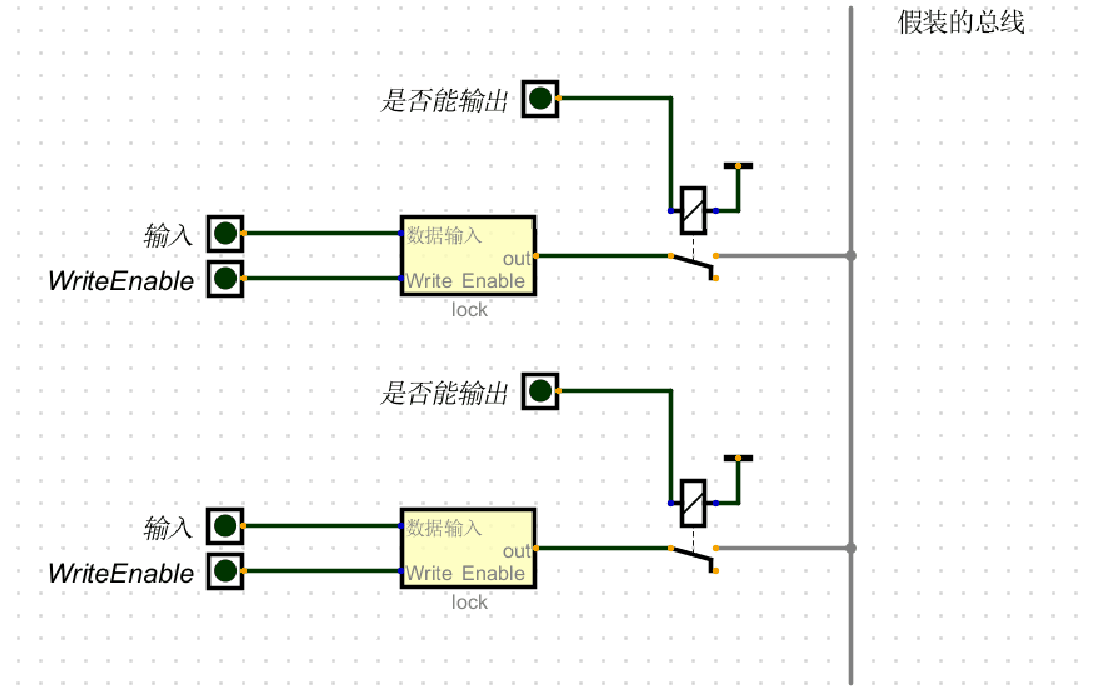 假装的总线
是否能输出
输入
WriteEnable
数据输入
out
Write Enable
lock
是否能输出
输入
WriteEnable
数据输入
out
Write Enable
lock